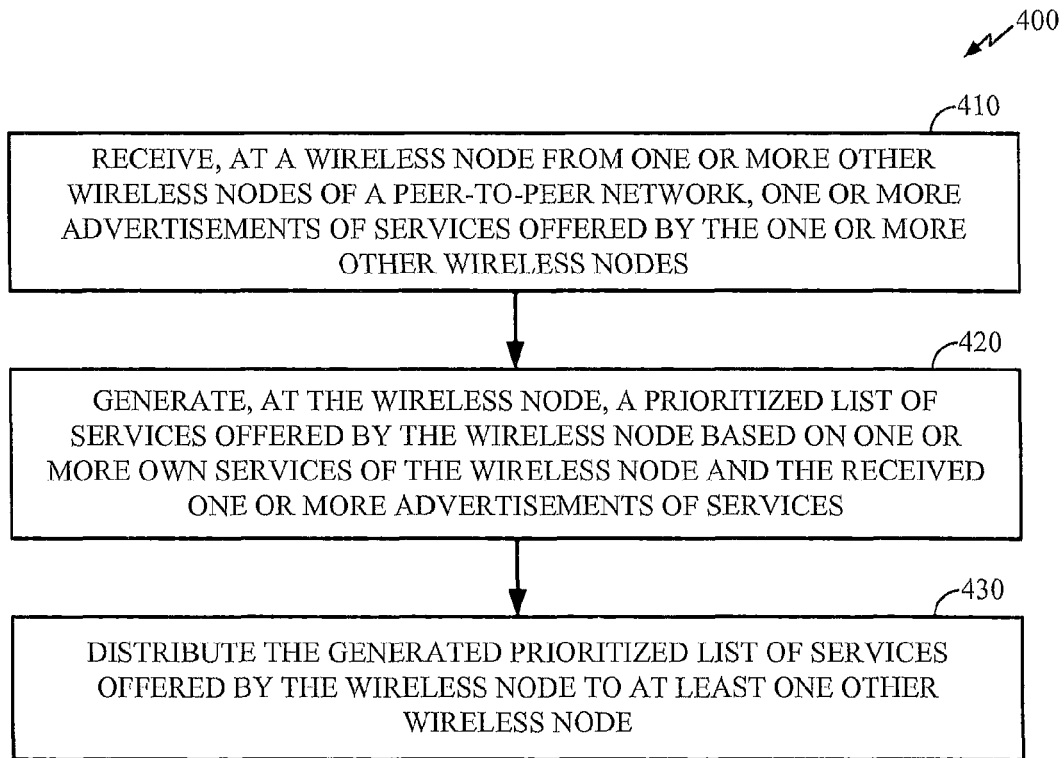 400
410
RECEIVE, AT A WIRELESS NODE FROM ONE OR MORE OTHER
WIRELESS NODES OF A PEER-TO-PEER NETWORK, ONE OR MORE
ADVERTISEMENTS OF SERVICES OFFERED BY THE ONE OR MORE
OTHER WIRELESS NODES
420
GENERATE, AT THE WIRELESS NODE, A PRIORITIZED LIST OF
SERVICES OFFERED BY THE WIRELESS NODE BASED ON ONE OR
MORE OWN SERVICES OF THE WIRELESS NODE AND THE RECEIVED
ONE OR MORE ADVERTISEMENTS OF SERVICES
430
DISTRIBUTE THE GENERATED PRIORITIZED LIST OF SERVICES
OFFERED BY THE WIRELESS NODE TO AT LEAST ONE OTHER
WIRELESS NODE